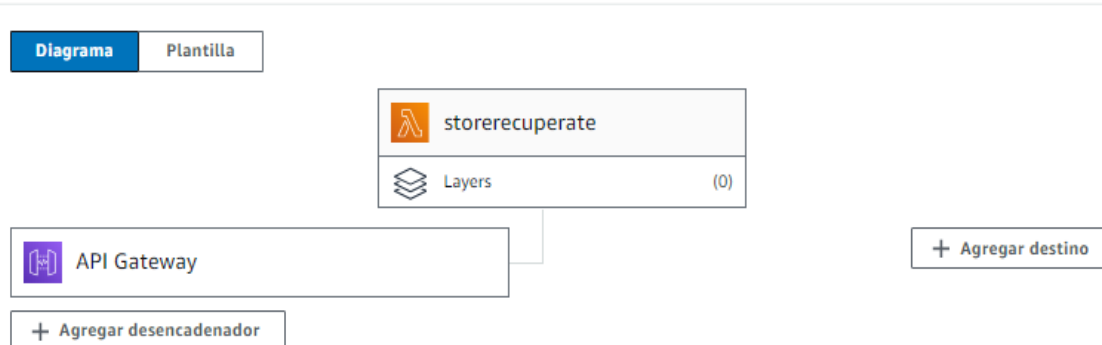 Diagrama Plantilla
storerecuperate
Layers (0)
API Gateway
+ Agregar destino
+ Agregar desencadenador